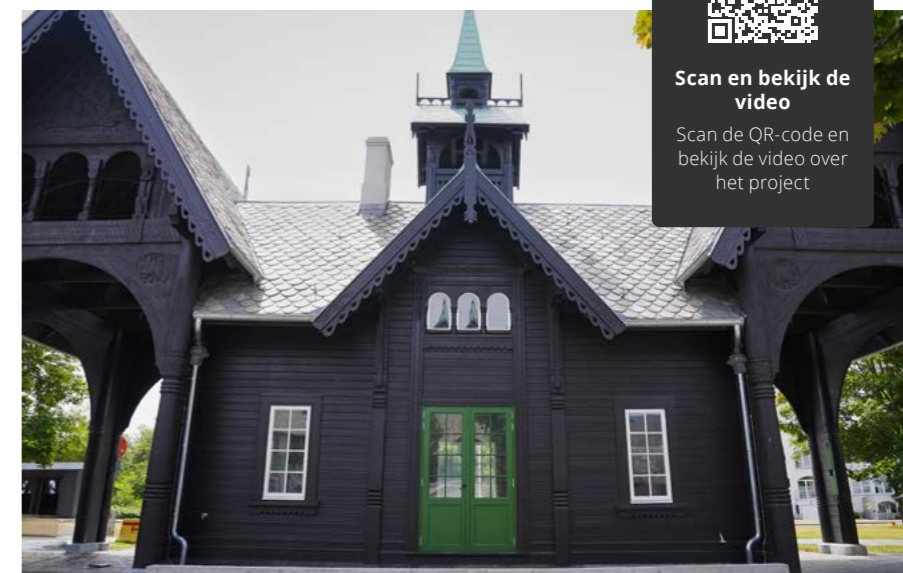 Scan en bekijk de
video
Scan de QR-code en
bekijk de video over
het project